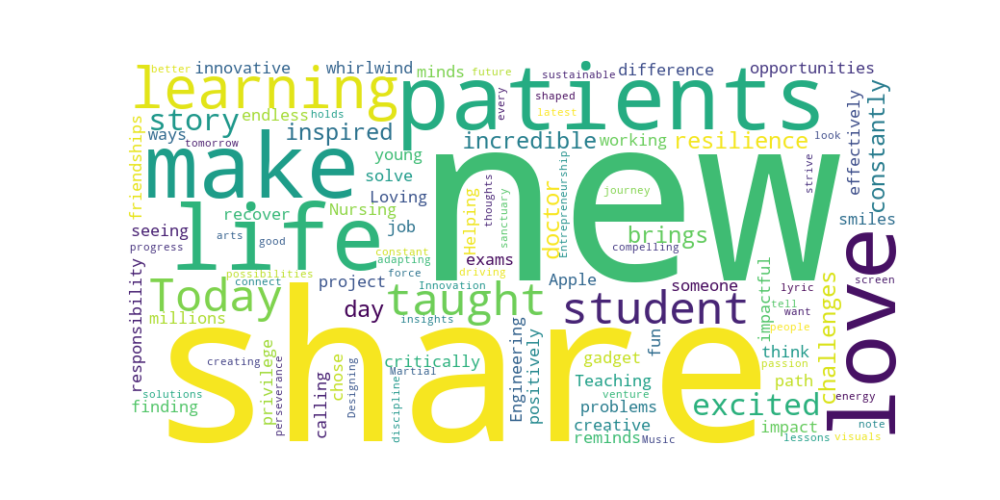 better
innovative
whirlwind
minds
future
sustainable
difference
opportunities
learning
patients
every
shaped
latest
story
endless
holds
ways
tomorrow
inspired
incredible
working
resilience
look
effectively
constantly
friendships
make
young
solve
new
journey
strive
Loving
Helping
thoughts
sanctuary
doctor
Entrepreneurship
recover
Nursing
seeing
arts
good
life
job
smiles
progress
constant
brings
compelling
adapting
exams
possibilities
connect
force
driving
responsibility
project
Innovation
Apple
someone
impactful
lyric
screen
love
Today
day
taught
student
tell
want
challenges
millions
insights
people
share
Engineering
positively
fun
creating
privilege
perseverance
critically
gadget
think
passion
calling
Designing
chose
Martial
discipline
Teaching
path
solutions
venture
energy
finding
problems
excited
creative
impact
note
reminds
Music
lessons
visuals